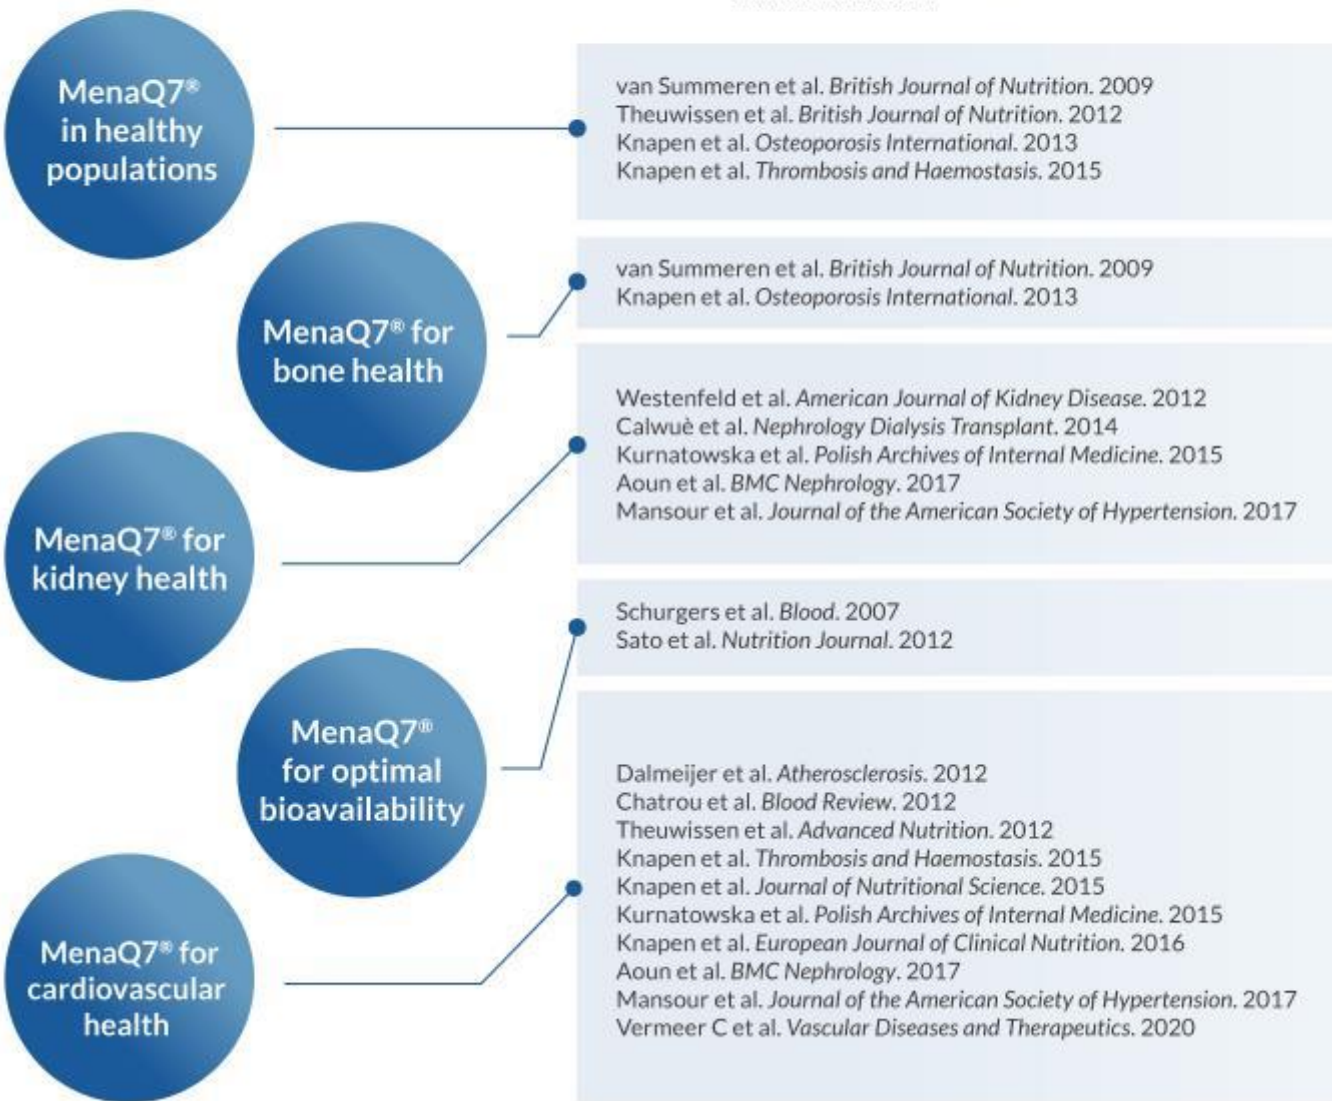 MenaQ7®
in healthy
populations
van Summeren et al. British Journal of Nutrition. 2009
Theuwissen et al. British Journal of Nutrition. 2012
Knapen et al. Osteoporosis International. 2013
Knapen et al. Thrombosis and Haemostasis. 2015
MenaQ7® for
bone health
van Summeren et al. British Journal of Nutrition. 2009
Knapen et al. Osteoporosis International. 2013
MenaQ7® for
kidney health
Westenfeld et al. American Journal of Kidney Disease. 2012
Calwuè et al. Nephrology Dialysis Transplant. 2014
Kurnatowska et al. Polish Archives of Internal Medicine. 2015
Aoun et al. BMC Nephrology. 2017
Mansour et al. Journal of the American Society of Hypertension. 2017
MenaQ7®
for optimal
bioavailability
Schurgers et al. Blood. 2007
Sato et al. Nutrition Journal. 2012
MenaQ7® for
cardiovascular
health
Dalmeijer et al. Atherosclerosis. 2012
Chatrou et al. Blood Review. 2012
Theuwissen et al. Advanced Nutrition. 2012
Knapen et al. Thrombosis and Haemostasis. 2015
Knapen et al. Journal of Nutritional Science. 2015
Kurnatowska et al. Polish Archives of Internal Medicine. 2015
Knapen et al. European Journal of Clinical Nutrition. 2016
Aoun et al. BMC Nephrology. 2017
Mansour et al. Journal of the American Society of Hypertension. 2017
Vermeer C et al. Vascular Diseases and Therapeutics. 2020